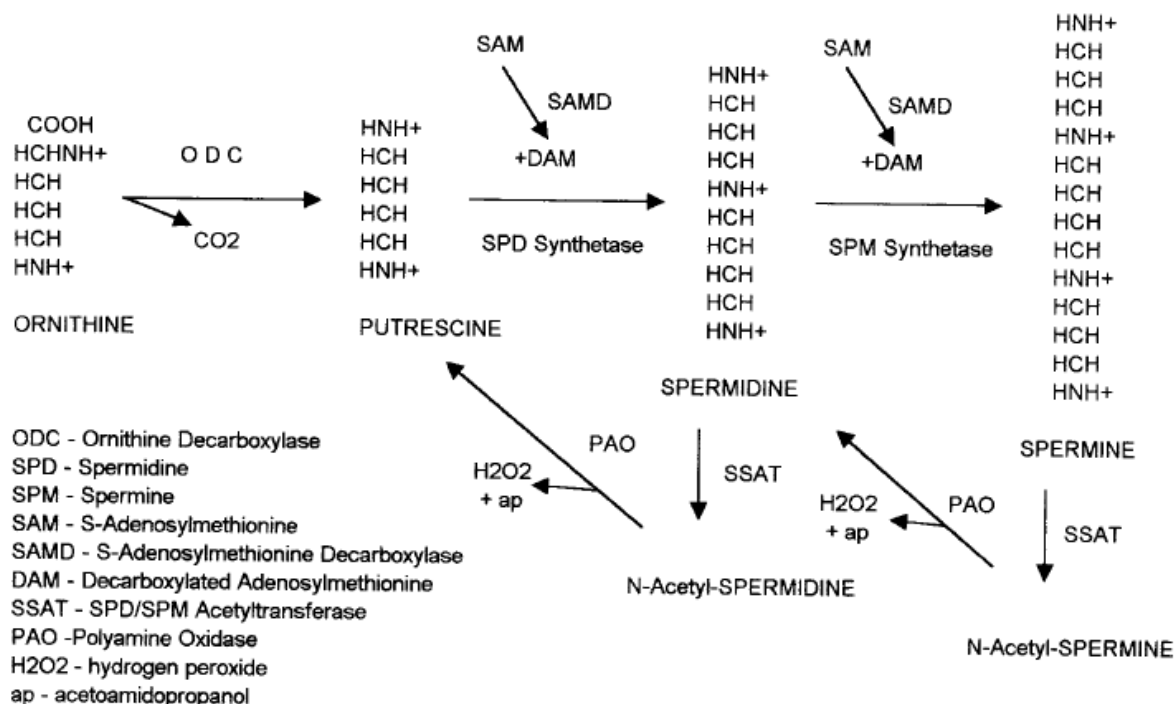 COOH
HCHNH+
HCH
HCH
HCH
HNH+
ORNITHINE
O D C
CO2
HNH+
HCH
HCH
HCH
HCH
HNH+
PUTRESCINE
SAM
SAMD
+DAM
SPD Synthetase
HNH+
HCH
HCH
HCH
HNH+
HCH
HCH
HCH
HCH
HNH+
SPERMIDINE
SAM
SAMD
+DAM
SPM Synthetase
HNH+
HCH
HCH
HCH
HNH+
HCH
HCH
HCH
HCH
HNH+
HCH
HCH
HCH
HNH+
SPERMINE
PAO
H2O2
+ ap
SSAT
N-Acetyl-SPERMIDINE
PAO
H2O2
+ ap
SSAT
N-Acetyl-SPERMINE
ODC - Ornithine Decarboxylase
SPD - Spermidine
SPM - Spermine
SAM - S-Adenosylmethionine
SAMD - S-Adenosylmethionine Decarboxylase
DAM - Decarboxylated Adenosylmethionine
SSAT - SPD/SPM Acetyltransferase
PAO -Polyamine Oxidase
H2O2 - hydrogen peroxide
ap - acetoamidopropanol